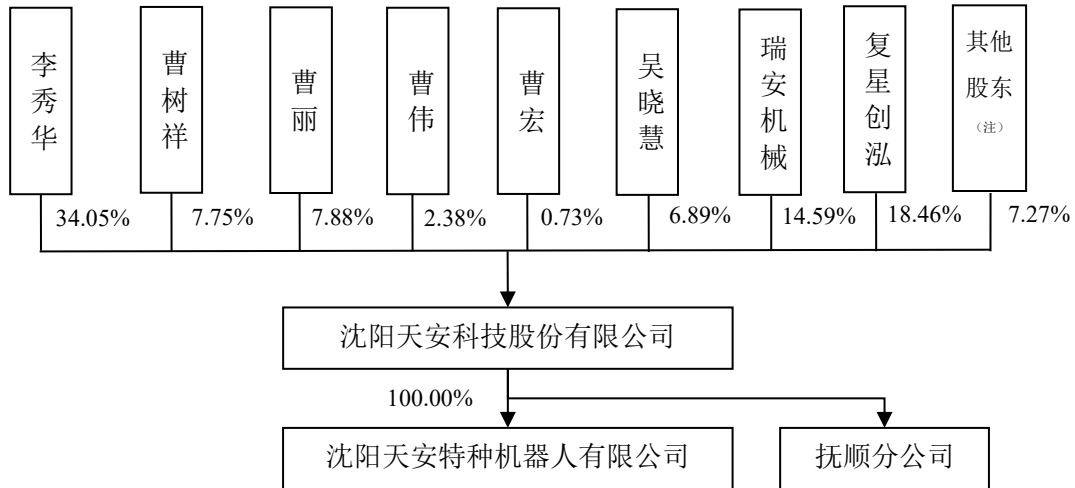 李秀华
曹树祥
曹丽
曹伟
曹宏
吴晓慧
瑞安机械
复星创泓
其他
股东
（注）
34.05%
7.75%
7.88%
2.38%
0.73%
6.89%
14.59%
18.46%
7.27%
沈阳天安科技股份有限公司
100.00%
沈阳天安特种机器人有限公司
抚顺分公司